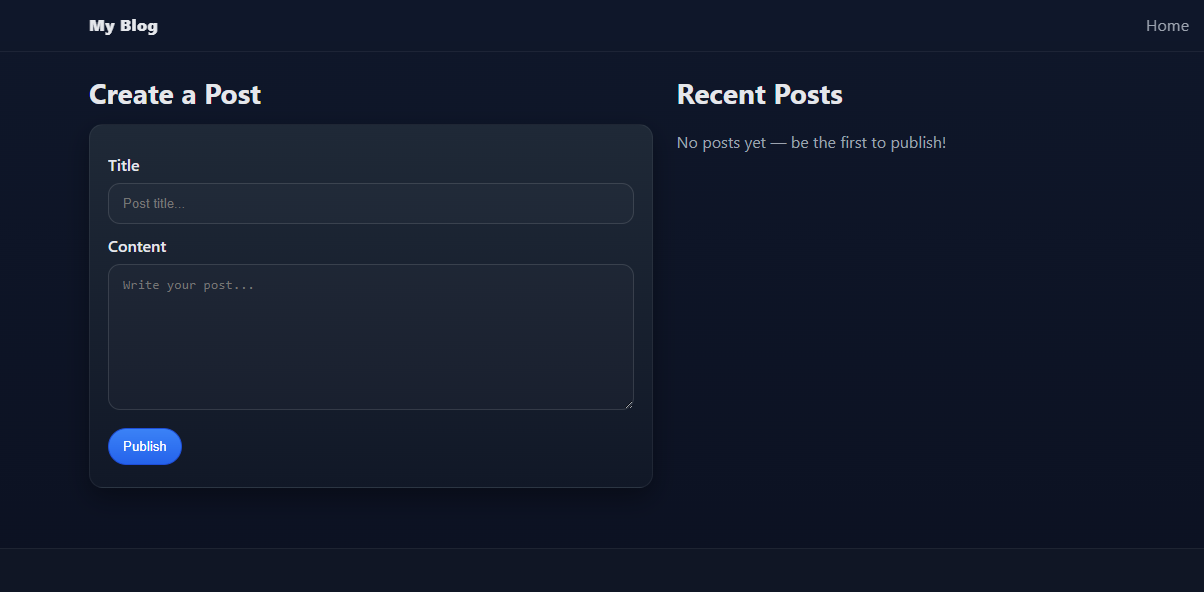 My Blog
Home
Create a Post
Title
Post title...
Content
Write your post...
Publish
Recent Posts
No posts yet — be the first to publish!